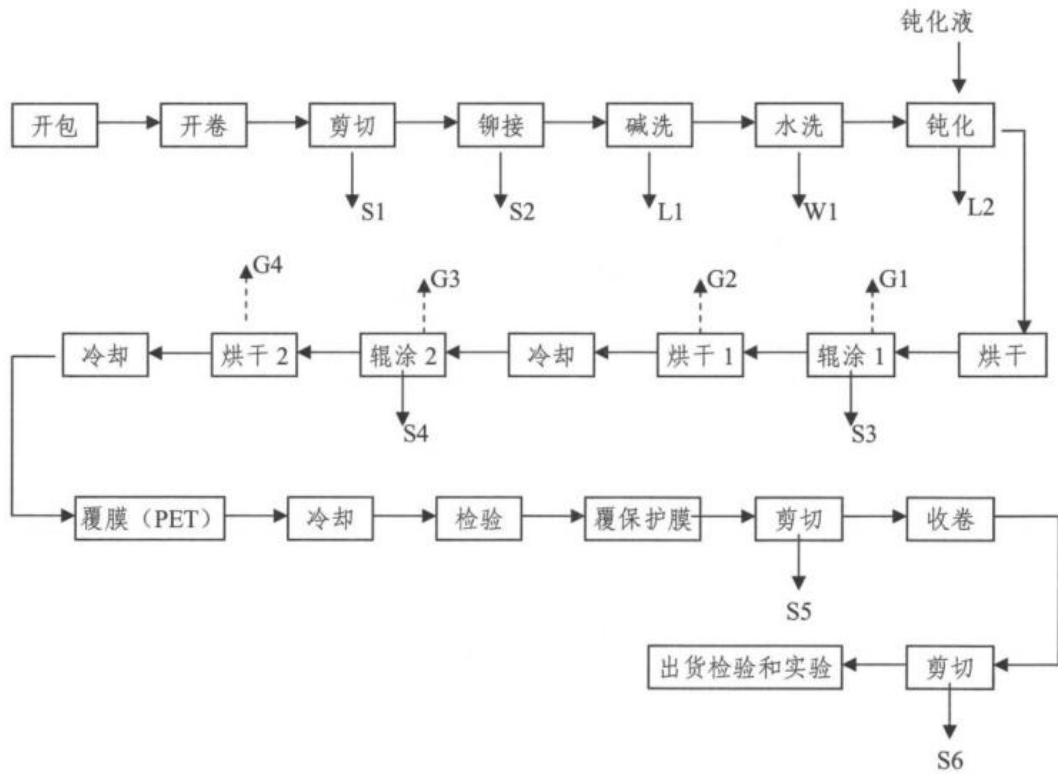 钝化液
开包 开卷 剪切 铆接 碱洗 水洗 钝化
S1 S2 L1 W1 L2
G4 G3 G2 G1
冷却 烘干 2 辊涂 2 冷却 烘干 1 辊涂 1 烘干
S4 S3
覆膜（PET） 冷却 检验 覆保护膜 剪切 收卷
S5
出货检验和实验 剪切
S6